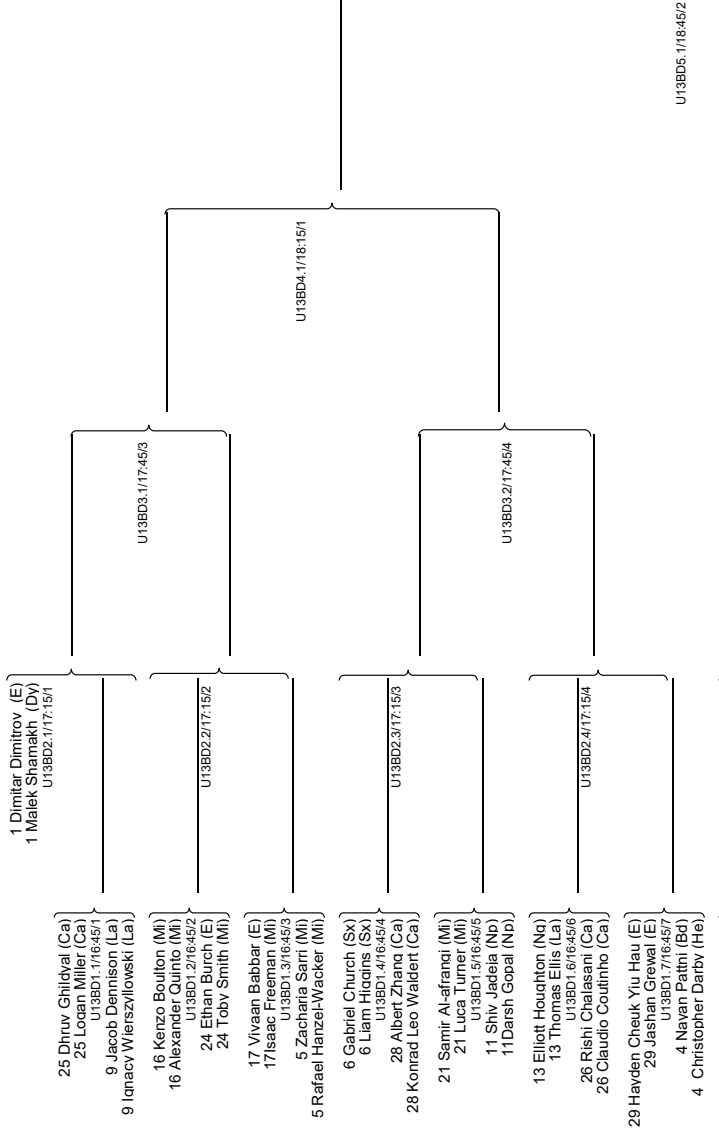 U13BD5.1/18:45/2
U13BD4.1/18:15/1
U13BD3.1/17:45/3
U13BD3.2/17:45/4
1 Dimitar Dimitrov (E)
1 Malek Shamakh (Dy)
U13BD2.1/17:15/1
U13BD2.2/17:15/2
U13BD2.3/17:15/3
U13BD2.4/17:15/4
25 Dhruv Ghildyal (Ca)
25 Logan Miller (Ca)
U13BD1.1/16:45/1
9 Jacob Dennison (La)
9 Ignacy Wierszyllowski (La)
16 Kenzo Boulton (Mi)
16 Alexander Quinto (Mi)
U13BD1.2/16:45/2
24 Ethan Burch (E)
24 Toby Smith (Mi)
17 Vivaan Babbar (E)
17Isaac Freeman (Mi)
U13BD1.3/16:45/3
5 Zacharia Sarri (Mi)
5 Rafael Hanzel-Wacker (Mi)
6 Gabriel Church (Sx)
6 Liam Higgins (Sx)
U13BD1.4/16:45/4
28 Albert Zhang (Ca)
28 Konrad Leo Waldert (Ca)
21 Samir Al-afrangi (Mi)
21 Luca Turner (Mi)
U13BD1.5/16:45/5
11 Shiv Jadeja (Np)
11Darsh Gopal (Np)
13 Elliott Houghton (Ng)
13 Thomas Ellis (La)
U13BD1.6/16:45/6
26 Rishi Chalasani (Ca)
26 Claudio Coutinho (Ca)
29 Hayden Cheuk Yiu Hau (E)
29 Jashan Grewal (E)
U13BD1.7/16:45/7
4 Navan Pattni (Bd)
4 Christopher Darby (He)